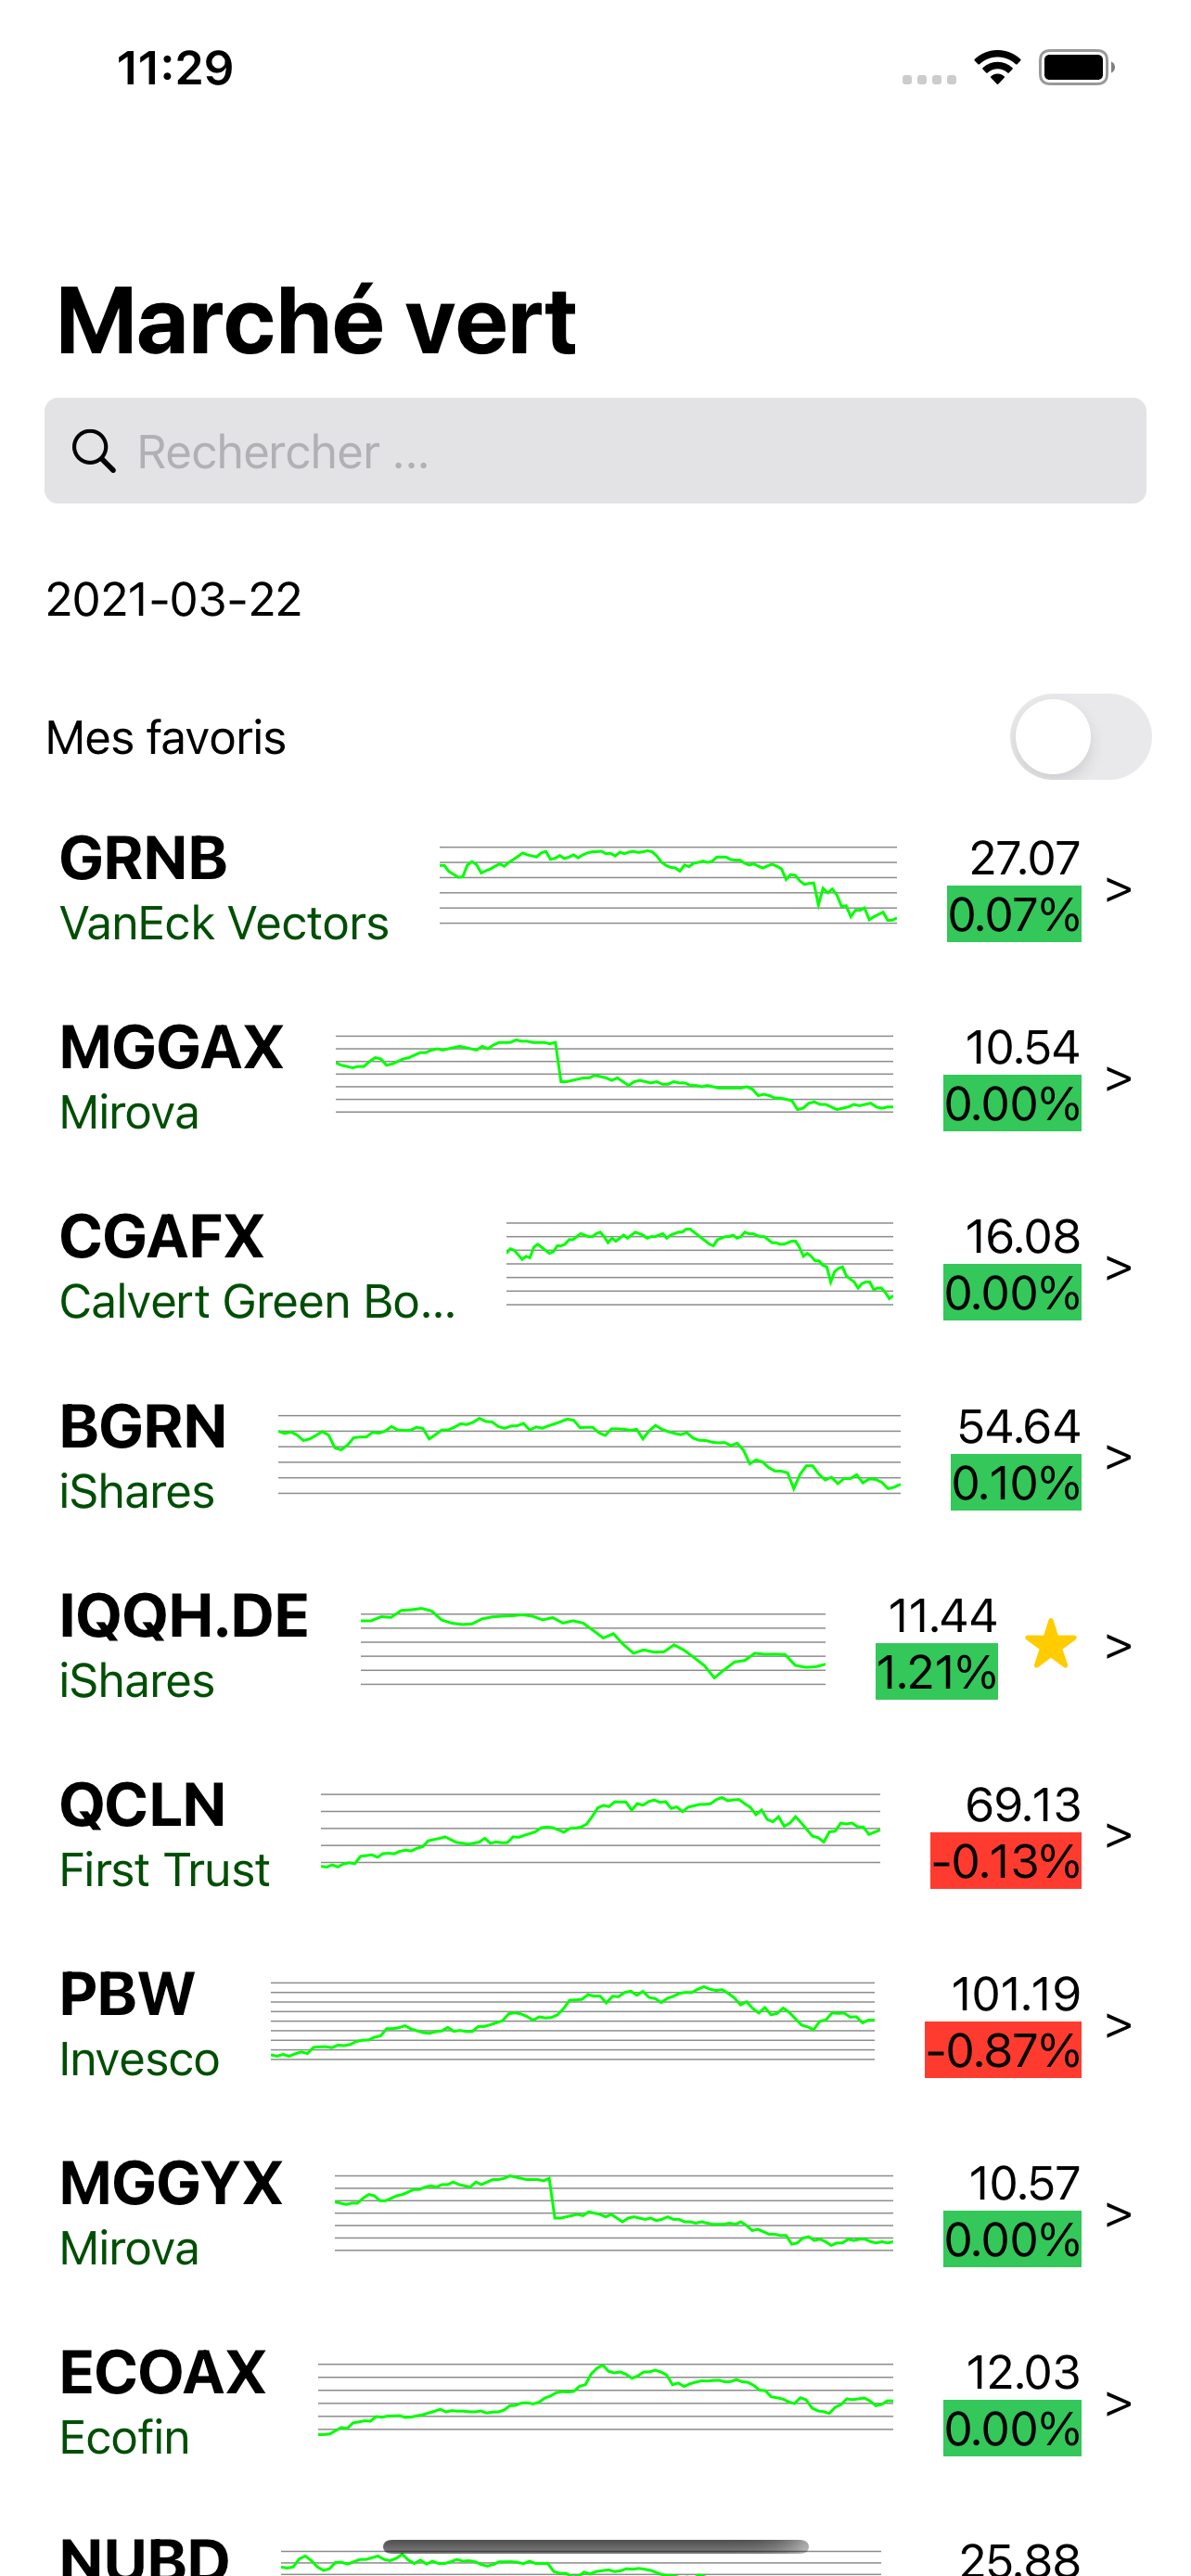 11:29
Marché vert
Rechercher ...
2021-03-22
Mes favoris
GRNB
VanEck Vectors
27.07
0.07%
>
MGGAX
Mirova
10.54
0.00%
>
CGAFX
Calvert Green Bo...
16.08
0.00%
>
BGRN
iShares
54.64
0.10%
>
IQQH.DE
iShares
11.44
1.21%
>
QCLN
First Trust
69.13
-0.13%
>
PBW
Invesco
101.19
-0.87%
>
MGGYX
Mirova
10.57
0.00%
>
ECOAX
Ecofin
12.03
0.00%
>
NUBD
25.88